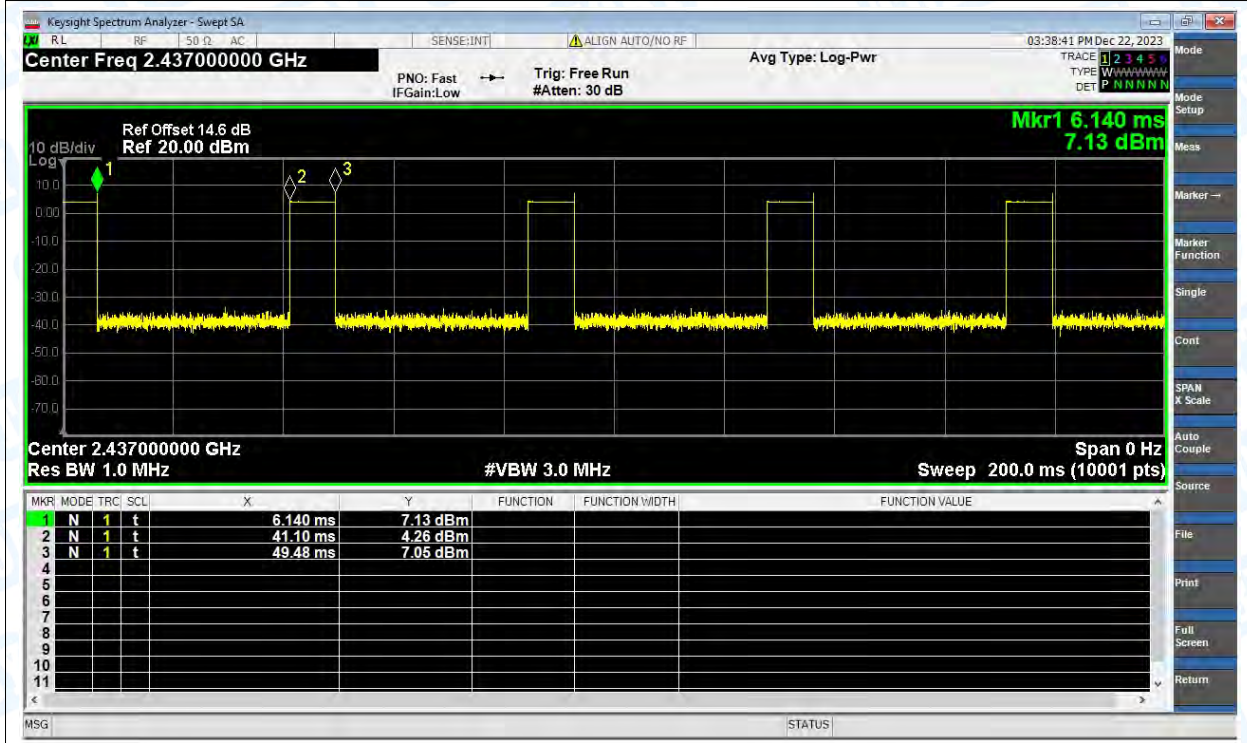 Keysight Spectrum Analyzer - Swept SA
RL RF 50 Ω AC SENSE:INT ALIGN AUTO/NO RF 03:38:41 PM Dec 22, 2023
Center Freq 2.437000000 GHz
PNO: Fast
IFGain:Low
Trig: Free Run
#Atten: 30 dB
Avg Type: Log-Pwr
TRACE 1 2 3 4 5 6
TYPE WWWWWW
DET P N N N N N
Ref Offset 14.6 dB
10 dB/div Ref 20.00 dBm
Log
Mkr1 6.140 ms
7.13 dBm
1
2
3
10.0
0.00
-10.0
-20.0
-30.0
-40.0
-50.0
-60.0
-70.0
Center 2.437000000 GHz Span 0 Hz
Res BW 1.0 MHz #VBW 3.0 MHz Sweep 200.0 ms (10001 pts)
MKR MODE TRC SCL X Y FUNCTION FUNCTION WIDTH FUNCTION VALUE
1 N 1 t 6.140 ms 7.13 dBm
2 N 1 t 41.10 ms 4.26 dBm
3 N 1 t 49.48 ms 7.05 dBm
4
5
6
7
8
9
10
11
MSG STATUS
Mode
Mode
Setup
Meas
Marker →
Marker
Function
Single
Cont
SPAN
X Scale
Auto
Couple
Source
File
Print
Full
Screen
Return